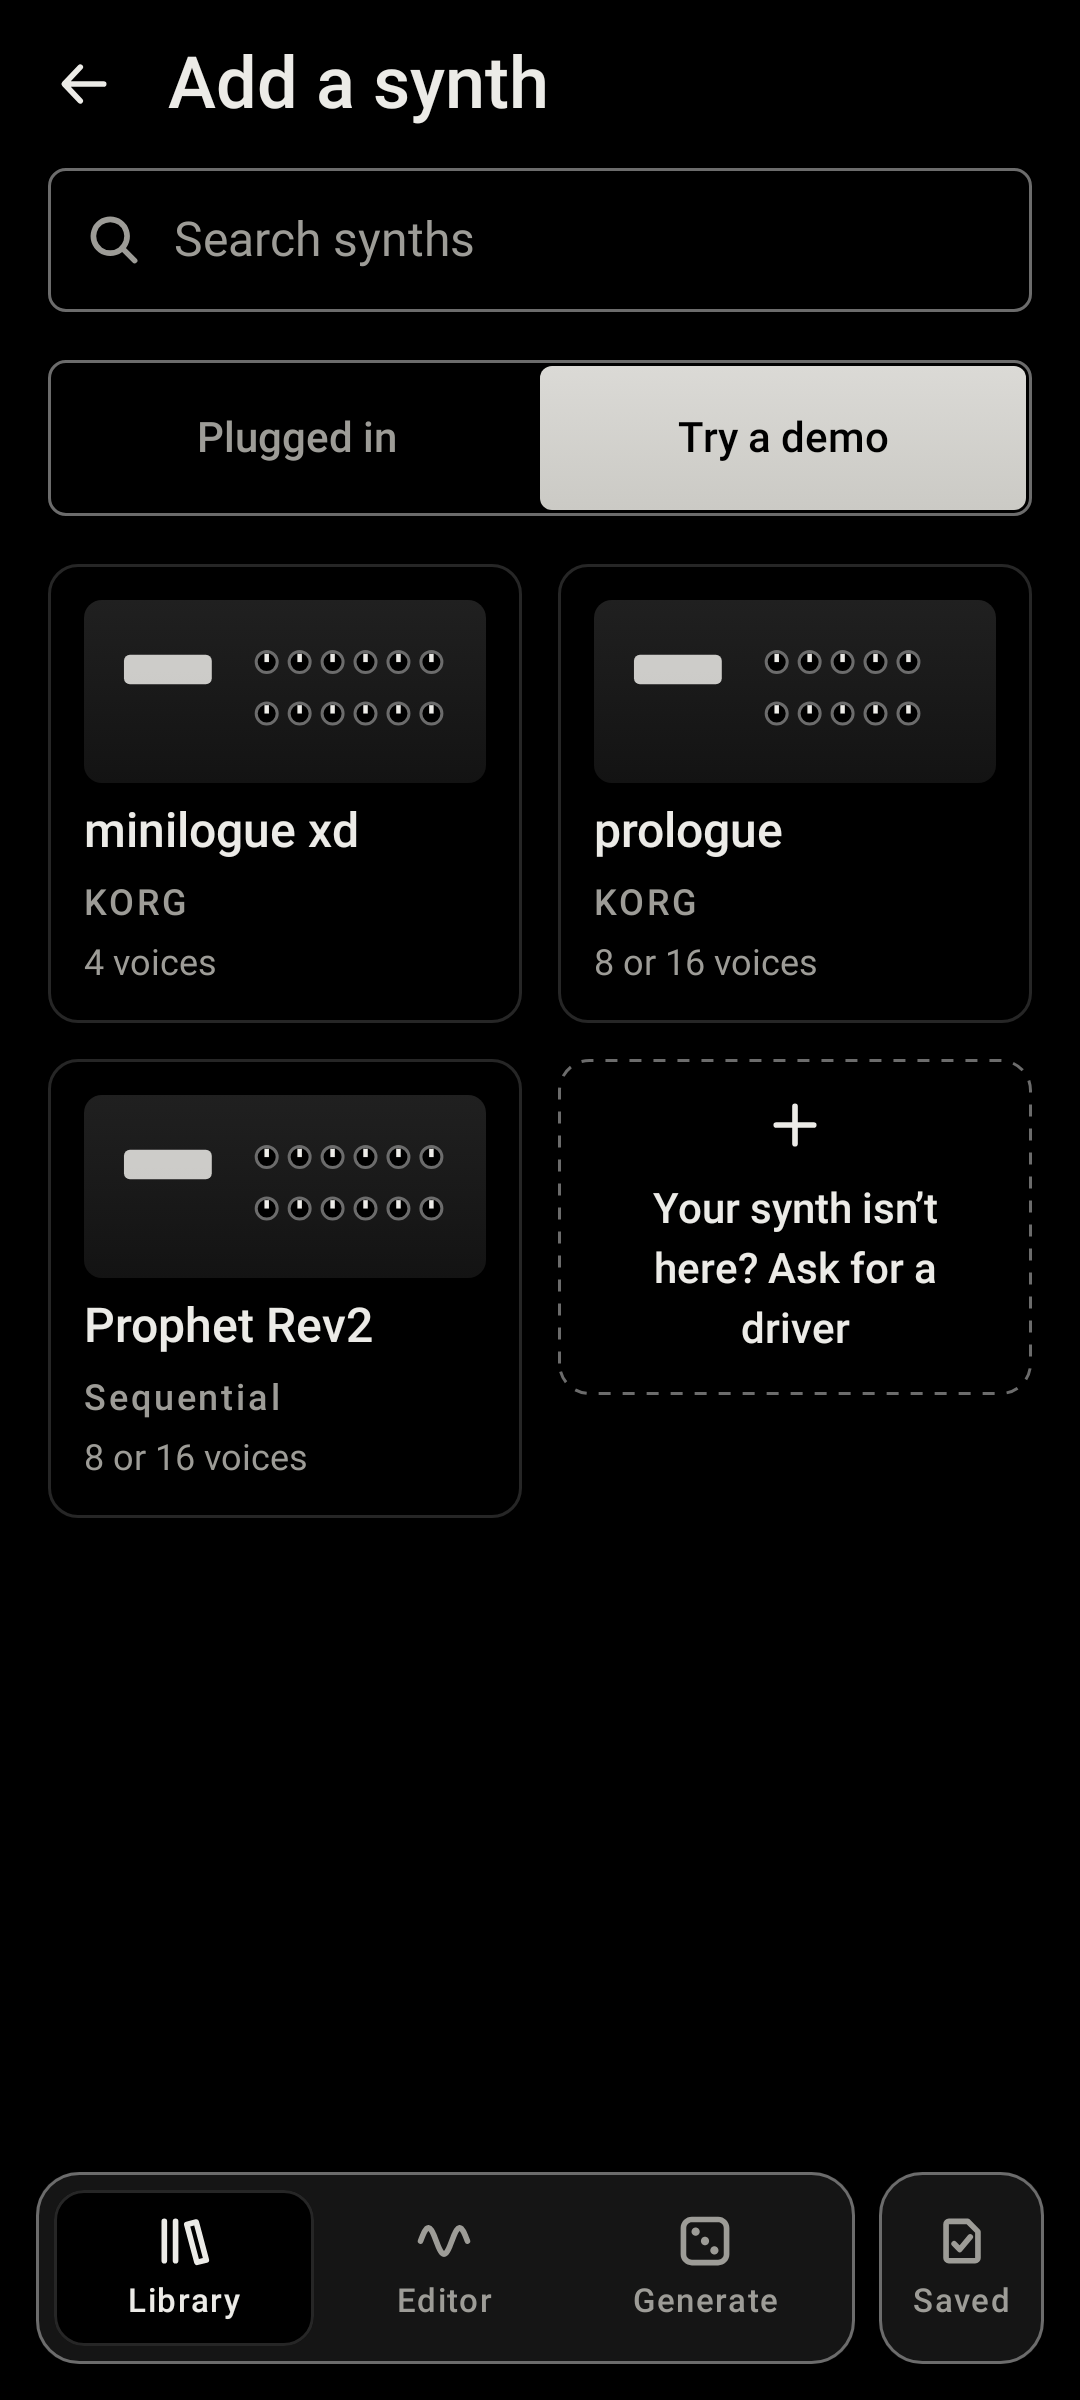 Add a synth
Search synths
Plugged in
Try a demo
minilogue xd
KORG
4 voices
prologue
KORG
8 or 16 voices
Prophet Rev2
Sequential
8 or 16 voices
Your synth isn’t
here? Ask for a
driver
Library
Editor
Generate
Saved